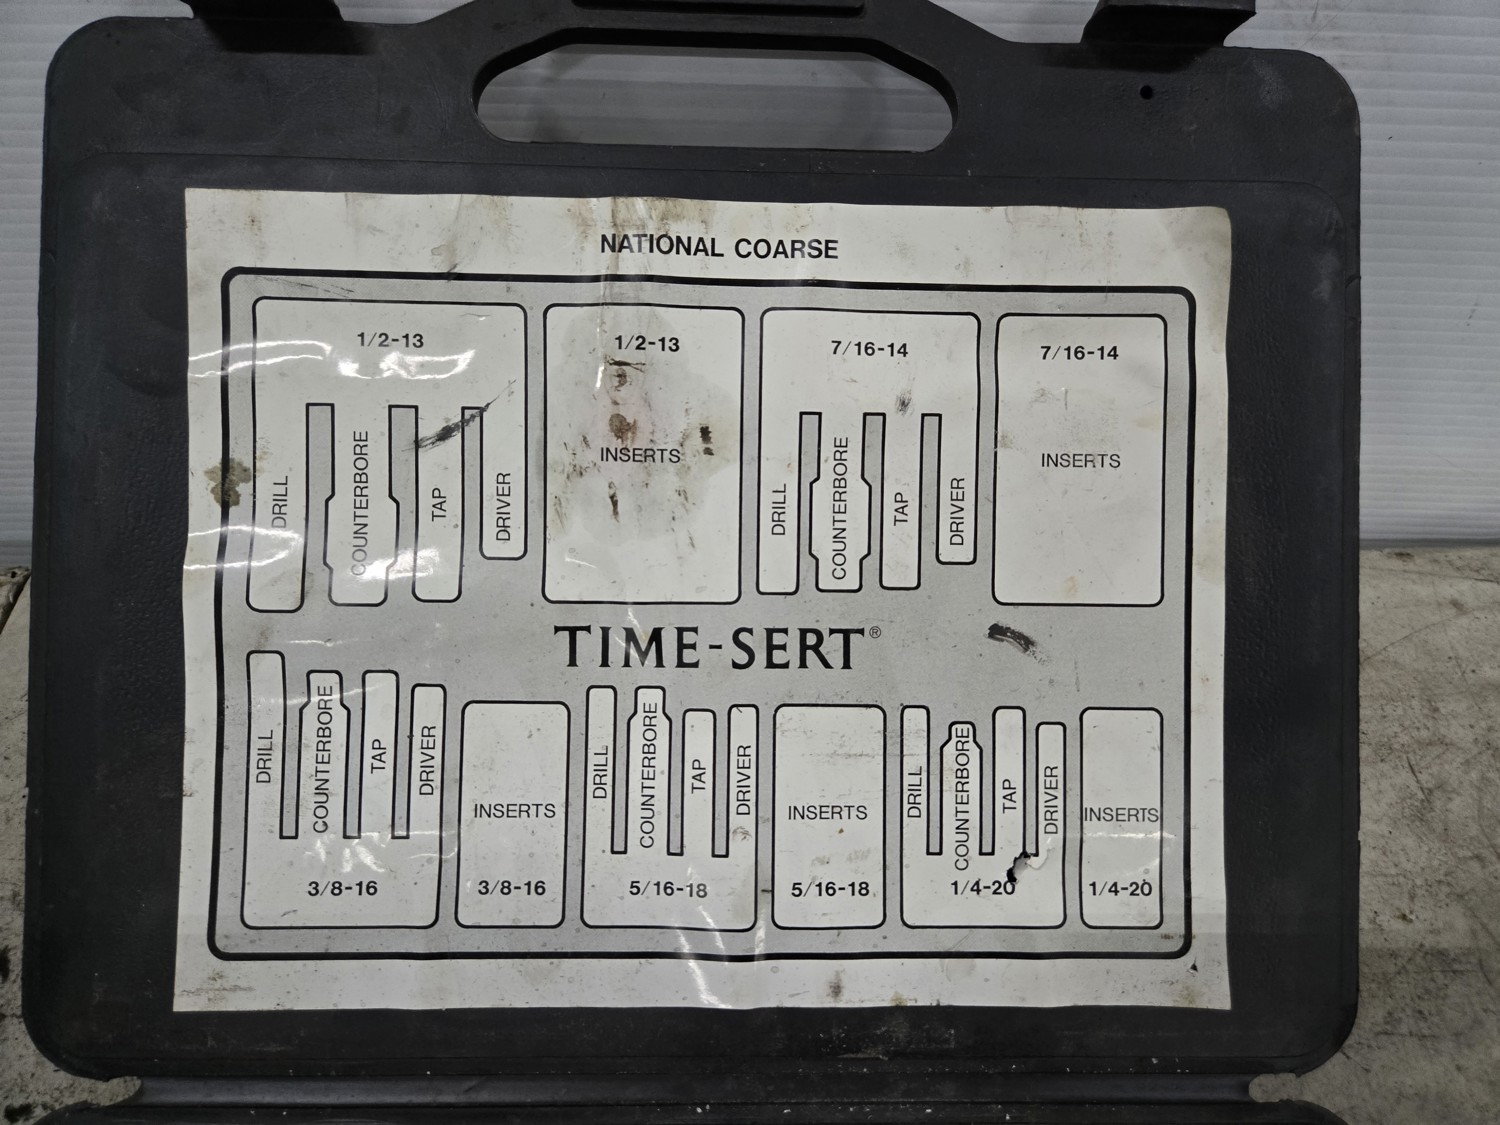 NATIONAL COARSE
1/2-13
DRILL
COUNTERBORE
TAP
DRIVER
1/2-13
INSERTS
7/16-14
DRILL
COUNTERBORE
TAP
DRIVER
7/16-14
INSERTS
TIME-SERT®
DRILL
COUNTERBORE
TAP
DRIVER
3/8-16
INSERTS
3/8-16
DRILL
COUNTERBORE
TAP
DRIVER
5/16-18
INSERTS
5/16-18
DRILL
COUNTERBORE
TAP
DRIVER
1/4-20
INSERTS
1/4-20